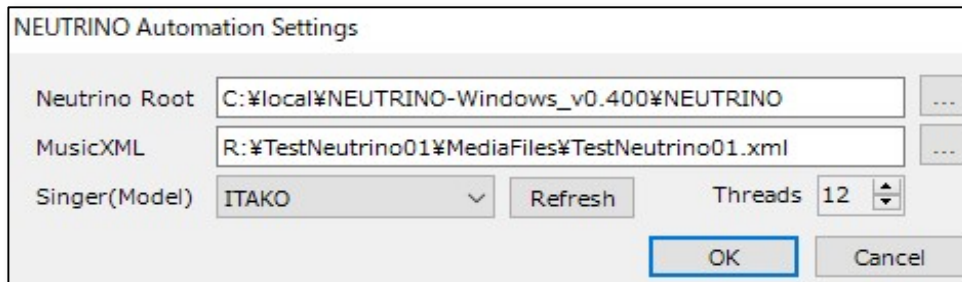 NEUTRINO Automation Settings
Neutrino Root C:¥local¥NEUTRINO-Windows_v0.400¥NEUTRINO ...
MusicXML R:¥TestNeutrino01¥MediaFiles¥TestNeutrino01.xml ...
Singer(Model) ITAKO Refresh Threads 12
OK Cancel